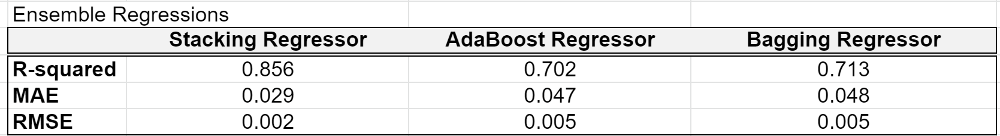 Ensemble Regressions
Stacking Regressor AdaBoost Regressor Bagging Regressor
R-squared 0.856 0.702 0.713
MAE 0.029 0.047 0.048
RMSE 0.002 0.005 0.005